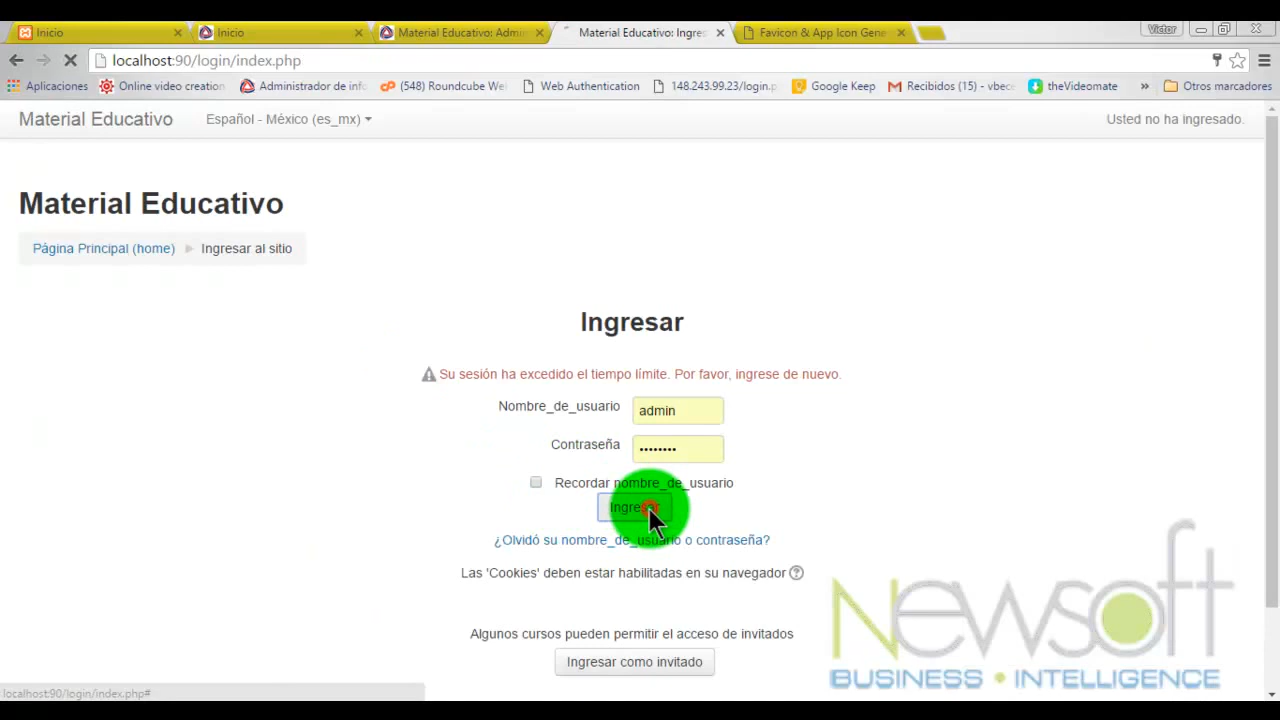 Inicio
Inicio
Material Educativo: Admin
Material Educativo: Ingres
Favicon & App Icon Gene
Victor
localhost:90/login/index.php
Aplicaciones
Online video creation
Administrador de info
(548) Roundcube We
Web Authentication
148.243.99.23/login.p
Google Keep
Recibidos (15) - vbece
theVideomate
»
Otros marcadores
Material Educativo
Español - México (es_mx)
Usted no ha ingresado.
Material Educativo
Página Principal (home)
Ingresar al sitio
Ingresar
Su sesión ha excedido el tiempo límite. Por favor, ingrese de nuevo.
Nombre_de_usuario
admin
Contraseña
••••••••
Recordar nombre_de_usuario
Ingresar
¿Olvidó su nombre_de_usuario o contraseña?
Las 'Cookies' deben estar habilitadas en su navegador
Algunos cursos pueden permitir el acceso de invitados
Ingresar como invitado
Newsoft
BUSINESS • INTELLIGENCE
localhost:90/login/index.php#